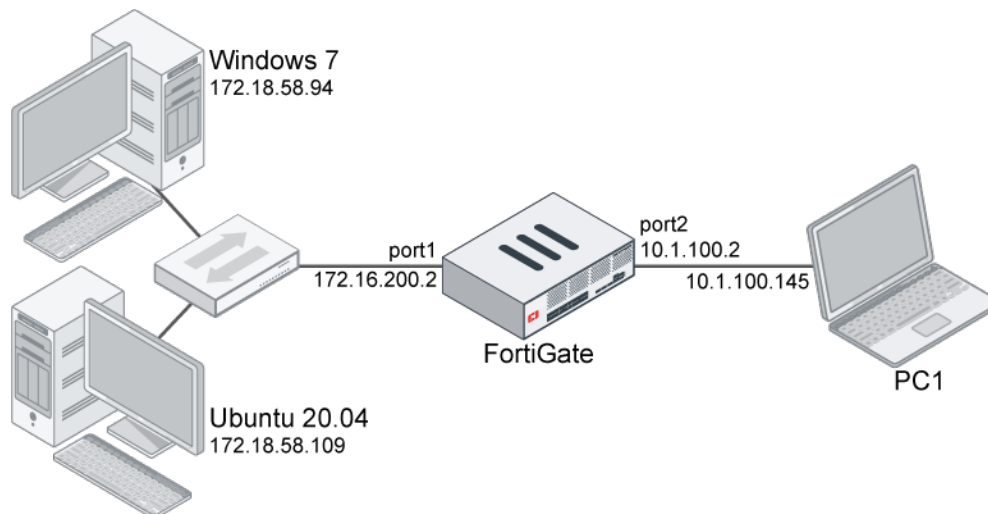 Windows 7
172.18.58.94
port1
172.16.200.2
port2
10.1.100.2
10.1.100.145
FortiGate
PC1
Ubuntu 20.04
172.18.58.109